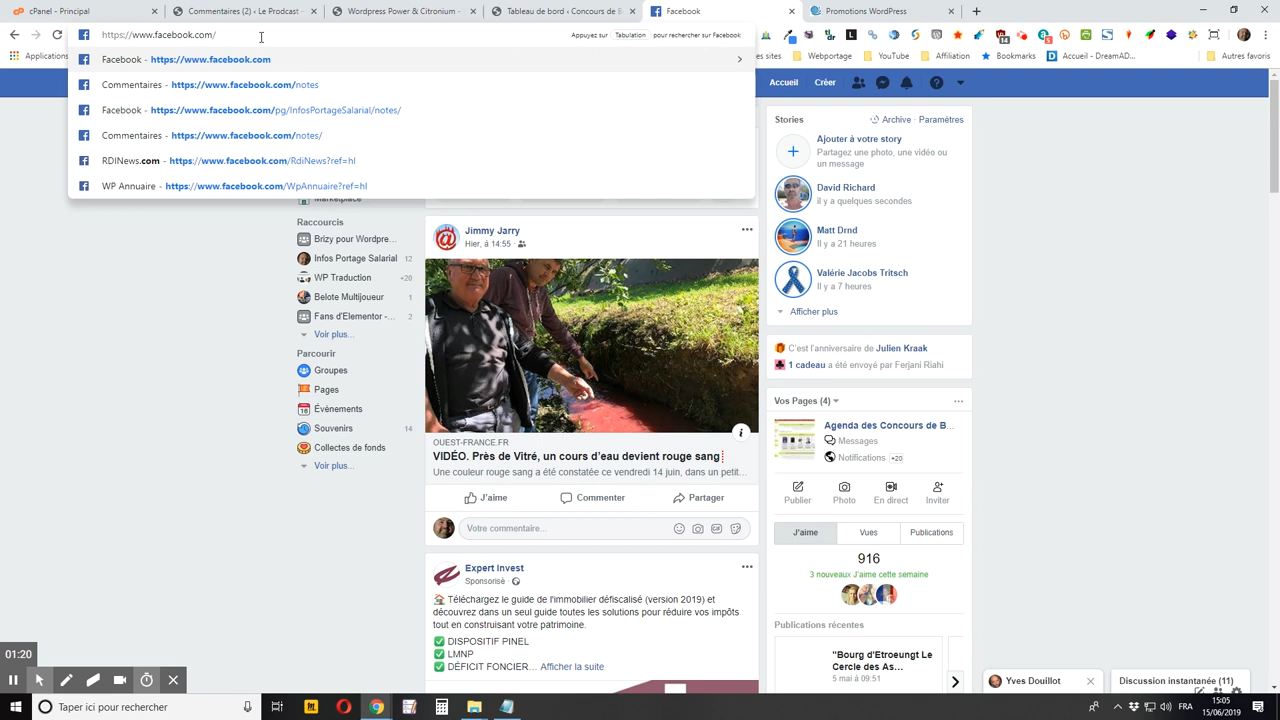 cPanel - Principal
Commentaires (2) ‹ Le Prodcast -
WordPress Power & Citronium -
Tableau de bord ‹ Concours de B
Facebook
Promotions WordPress
https://www.facebook.com/
Appuyez sur Tabulation pour rechercher sur Facebook
Facebook - https://www.facebook.com
Commentaires - https://www.facebook.com/notes
Facebook - https://www.facebook.com/pg/InfosPortageSalarial/notes/
Commentaires - https://www.facebook.com/notes/
RDINews.com - https://www.facebook.com/RdiNews?ref=hl
WP Annuaire - https://www.facebook.com/WpAnnuaire?ref=hl
Applications
es sites
Webportage
YouTube
Affiliation
Bookmarks
Accueil - DreamAD...
Autres favoris
Accueil
Créer
Marketplace
Raccourcis
Brizy pour Wordpre...
Infos Portage Salarial 12
WP Traduction +20
Belote Multijoueur 1
Fans d'Elementor -... 2
Voir plus...
Parcourir
Groupes
Pages
Évènements
Souvenirs 14
Collectes de fonds
Voir plus...
Jimmy Jarry
Hier, à 14:55
OUEST-FRANCE.FR
VIDÉO. Près de Vitré, un cours d'eau devient rouge sang
Une couleur rouge sang a été constatée ce vendredi 14 juin, dans un petit...
J'aime
Commenter
Partager
Votre commentaire...
GIF
Expert Invest
Sponsorisé
Téléchargez le guide de l'immobilier défiscalisé (version 2019) et
découvrez dans un seul guide toutes les solutions pour réduire vos impôts
tout en construisant votre patrimoine.
DISPOSITIF PINEL
LMNP
DÉFICIT FONCIER... Afficher la suite
Stories
Archive · Paramètres
Ajouter à votre story
Partagez une photo, une vidéo ou
un message
David Richard
il y a quelques secondes
Matt Drnd
Il y a 21 heures
Valérie Jacobs Tritsch
Il y a 7 heures
Afficher plus
C'est l'anniversaire de Julien Kraak
1 cadeau a été envoyé par Ferjani Riahi
Vos Pages (4)
Agenda des Concours de B...
Messages
Notifications +20
Publier
Photo
En direct
Inviter
J'aime
Vues
Publications
916
3 nouveaux J'aime cette semaine
Publications récentes
"Bourg d'Etroeungt Le
Cercle des As...
5 mai à 09:51
Yves Douillot
Discussion instantanée (11)
01:20
Taper ici pour rechercher
FRA
15:05
15/06/2019